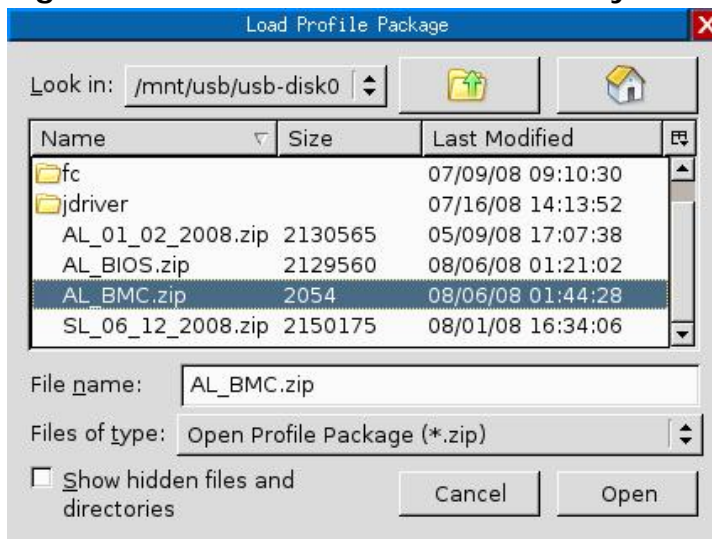 Load Profile Package
X
Look in: /mnt/usb/usb-disk0
Name Size Last Modified
fc 07/09/08 09:10:30
jdriver 07/16/08 14:13:52
AL_01_02_2008.zip 2130565 05/09/08 17:07:38
AL_BIOS.zip 2129560 08/06/08 01:21:02
AL_BMC.zip 2054 08/06/08 01:44:28
SL_06_12_2008.zip 2150175 08/01/08 16:34:06
File name: AL_BMC.zip
Files of type: Open Profile Package (*.zip)
Show hidden files and
directories
Cancel Open